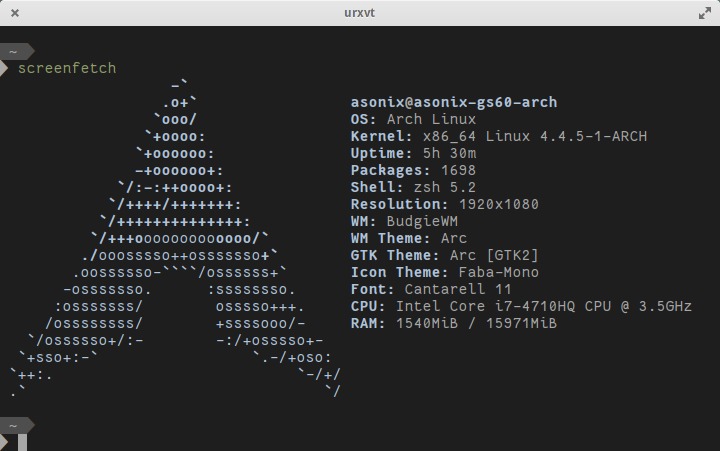 urxvt
~
screenfetch
-`
.o+`                 asonix@asonix-gs60-arch
`ooo/                OS: Arch Linux
`+oooo:               Kernel: x86_64 Linux 4.4.5-1-ARCH
`+oooooo:              Uptime: 5h 30m
-+oooooo+:             Packages: 1698
`/:-:++oooo+:            Shell: zsh 5.2
`/++++/+++++++:           Resolution: 1920x1080
`/++++++++++++++:          WM: BudgieWM
`/+++ooooooooooooo/`        WM Theme: Arc
./ooosssso++osssssso+`       GTK Theme: Arc [GTK2]
.oossssso-````/ossssss+`      Icon Theme: Faba-Mono
-osssssso.      :ssssssso.     Font: Cantarell 11
:osssssss/        osssso+++.    CPU: Intel Core i7-4710HQ CPU @ 3.5GHz
/ossssssss/        +ssssooo/-    RAM: 1540MiB / 15971MiB
`/ossssso+/:-        -:/+osssso+-
`+sso+:-`                 `.-/+oso:
`++:.                           `-/+/
.`                                 `/
~